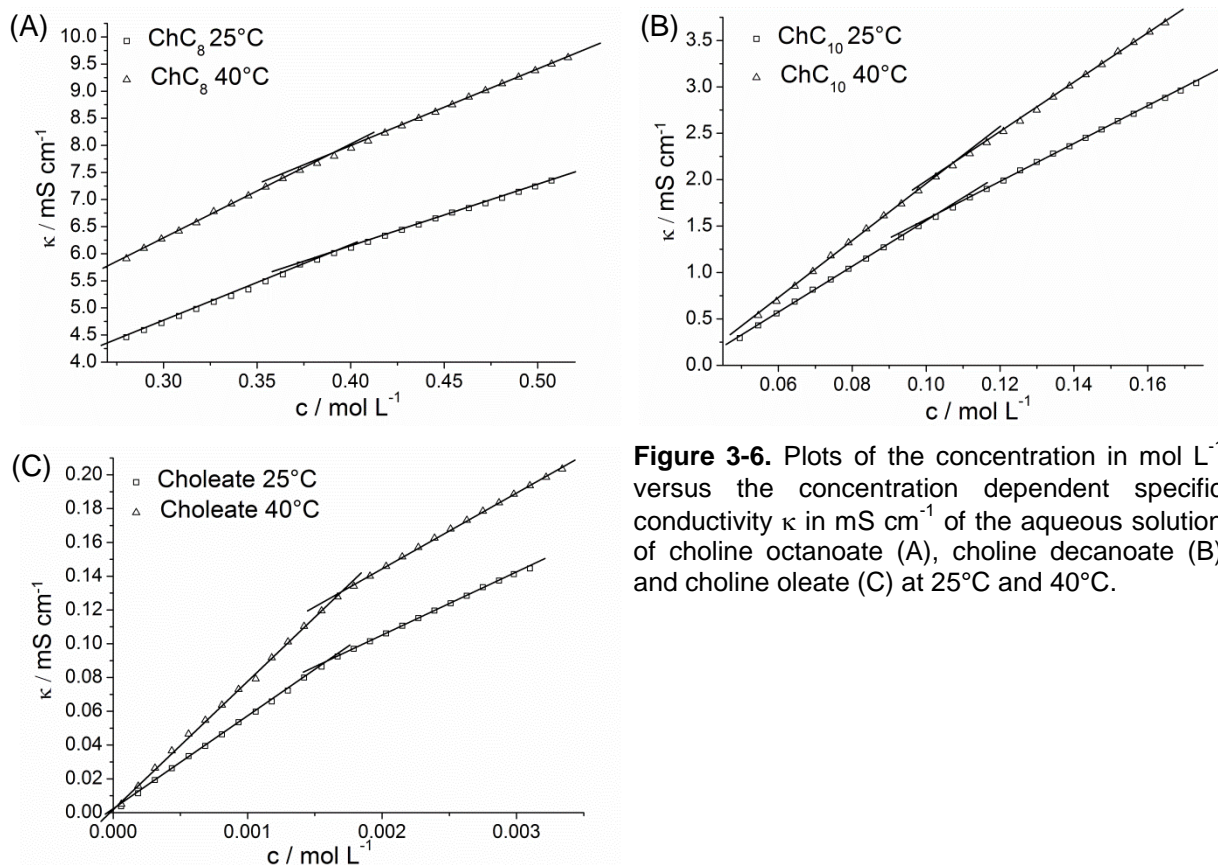 (A)
ChC8 25°C
ChC8 40°C
κ / mS cm-1
10.0
9.5
9.0
8.5
8.0
7.5
7.0
6.5
6.0
5.5
5.0
4.5
4.0
0.30 0.35 0.40 0.45 0.50
c / mol L-1
(B)
ChC10 25°C
ChC10 40°C
κ / mS cm-1
3.5
3.0
2.5
2.0
1.5
1.0
0.5
0.0
0.06 0.08 0.10 0.12 0.14 0.16
c / mol L-1
(C)
Choleate 25°C
Choleate 40°C
κ / mS cm-1
0.20
0.18
0.16
0.14
0.12
0.10
0.08
0.06
0.04
0.02
0.00
0.000 0.001 0.002 0.003
c / mol L-1
Figure 3-6. Plots of the concentration in mol L-1
versus the concentration dependent specific
conductivity κ in mS cm-1 of the aqueous solution
of choline octanoate (A), choline decanoate (B)
and choline oleate (C) at 25°C and 40°C.